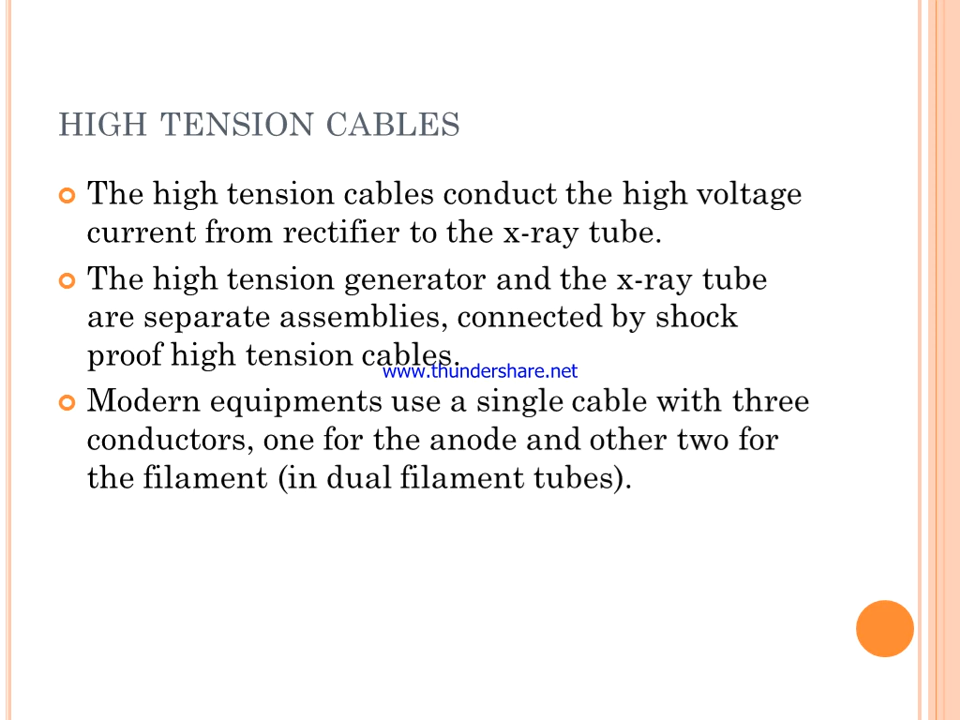 HIGH TENSION CABLES
The high tension cables conduct the high voltage
current from rectifier to the x-ray tube.
The high tension generator and the x-ray tube
are separate assemblies, connected by shock
proof high tension cables.
www.thundershare.net
Modern equipments use a single cable with three
conductors, one for the anode and other two for
the filament (in dual filament tubes).